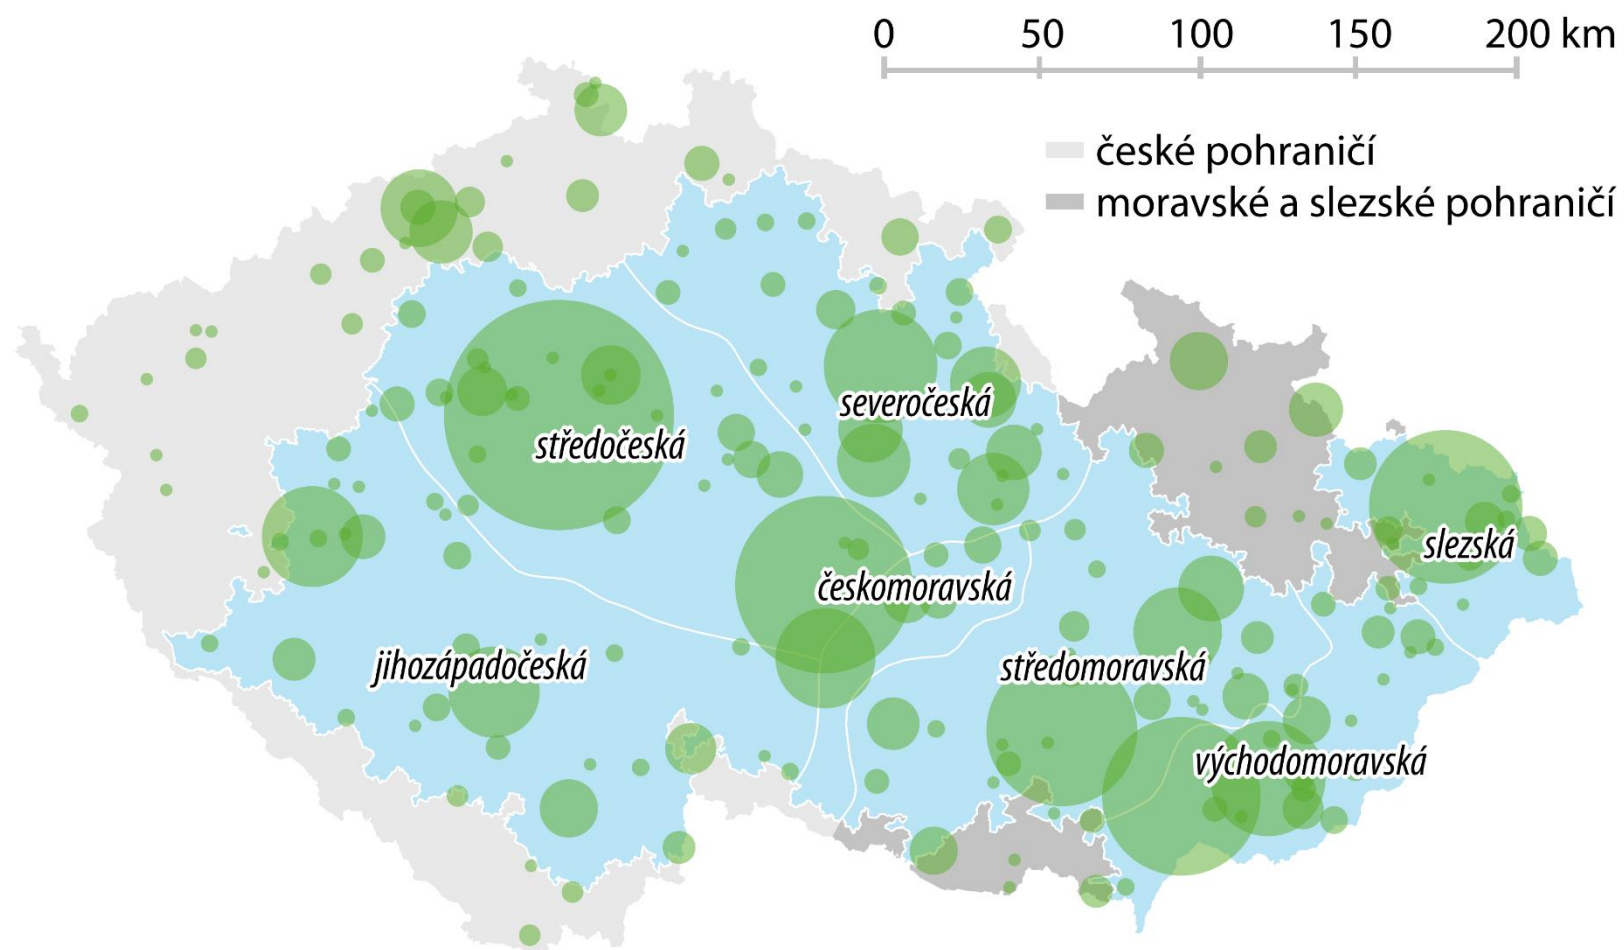 0 50 100 150 200 km
české pohraničí
moravské a slezské pohraničí
severočeská
středočeská
slezská
českomoravská
jihozápadočeská
středomoravská
východomoravská